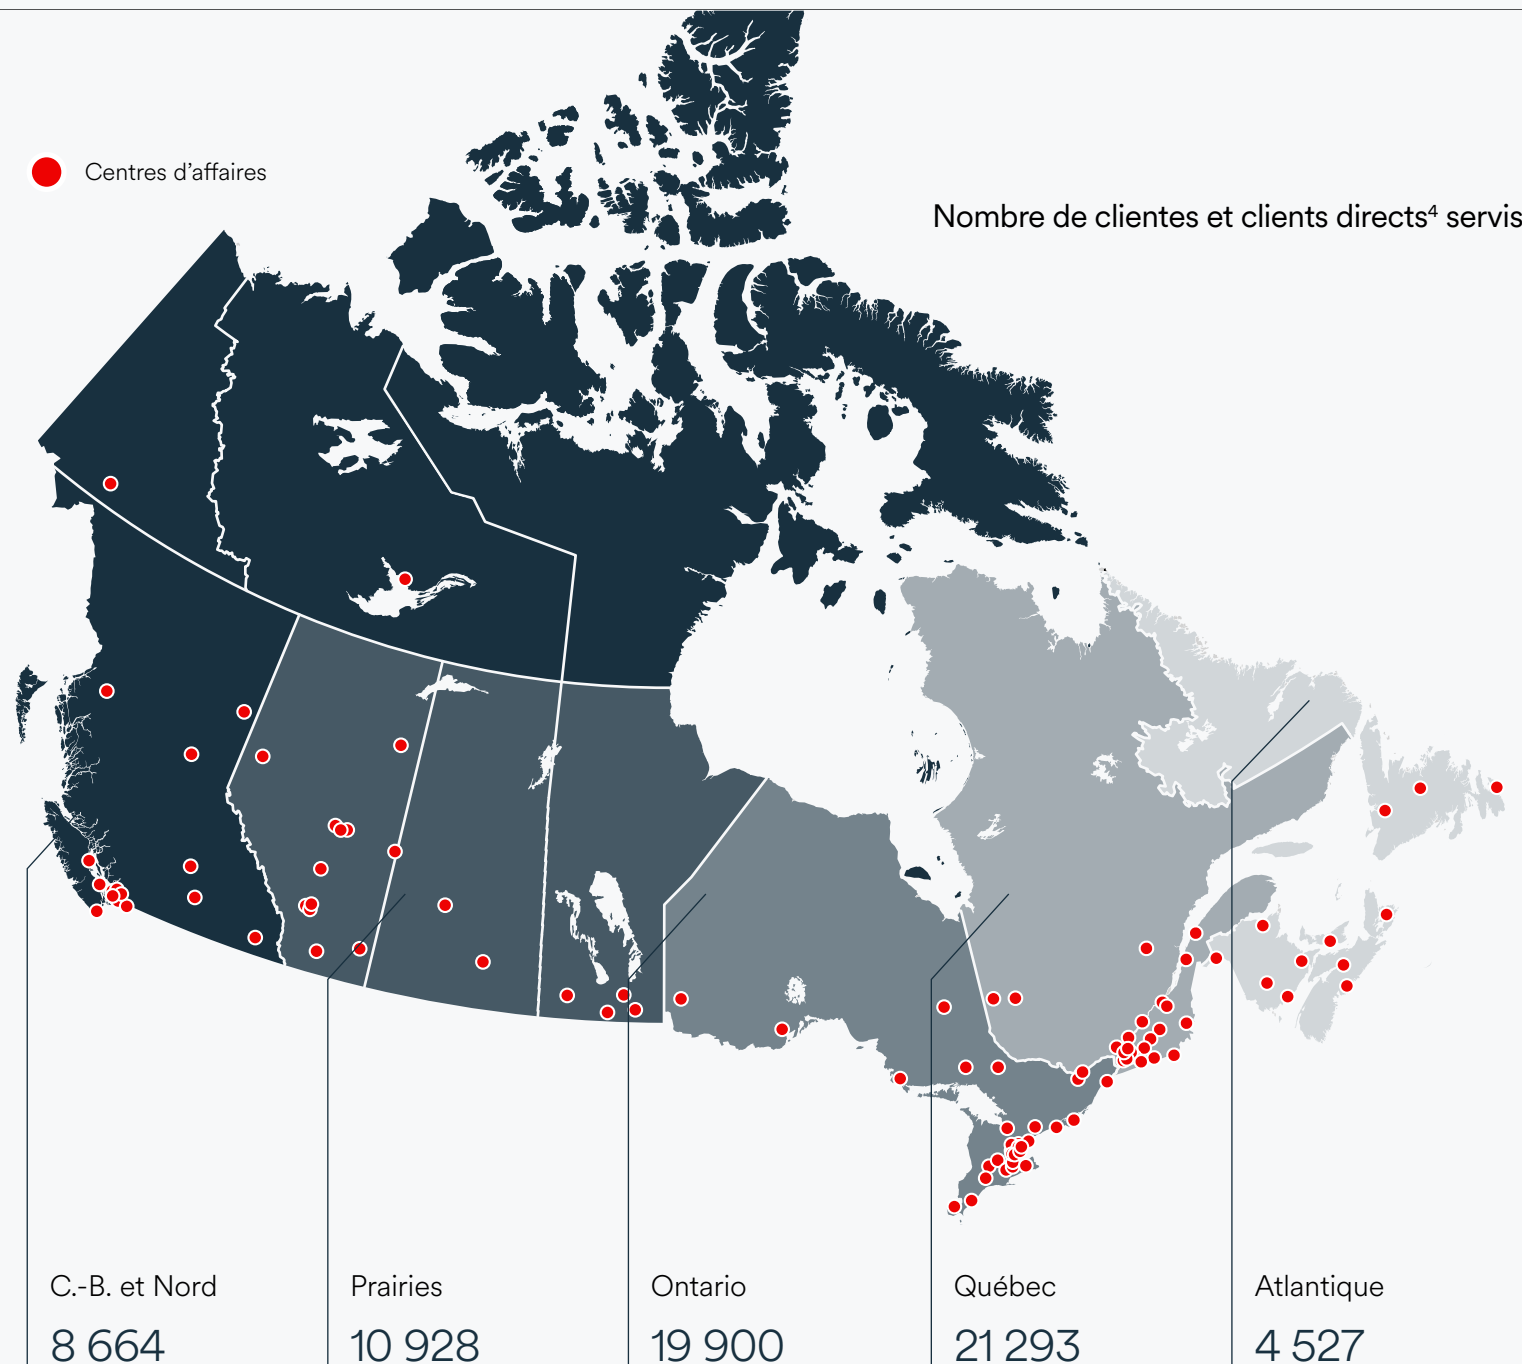 Centres d’affaires
Nombre de clientes et clients directs⁴ servis
C.-B. et Nord
8 664
Prairies
10 928
Ontario
19 900
Québec
21 293
Atlantique
4 527